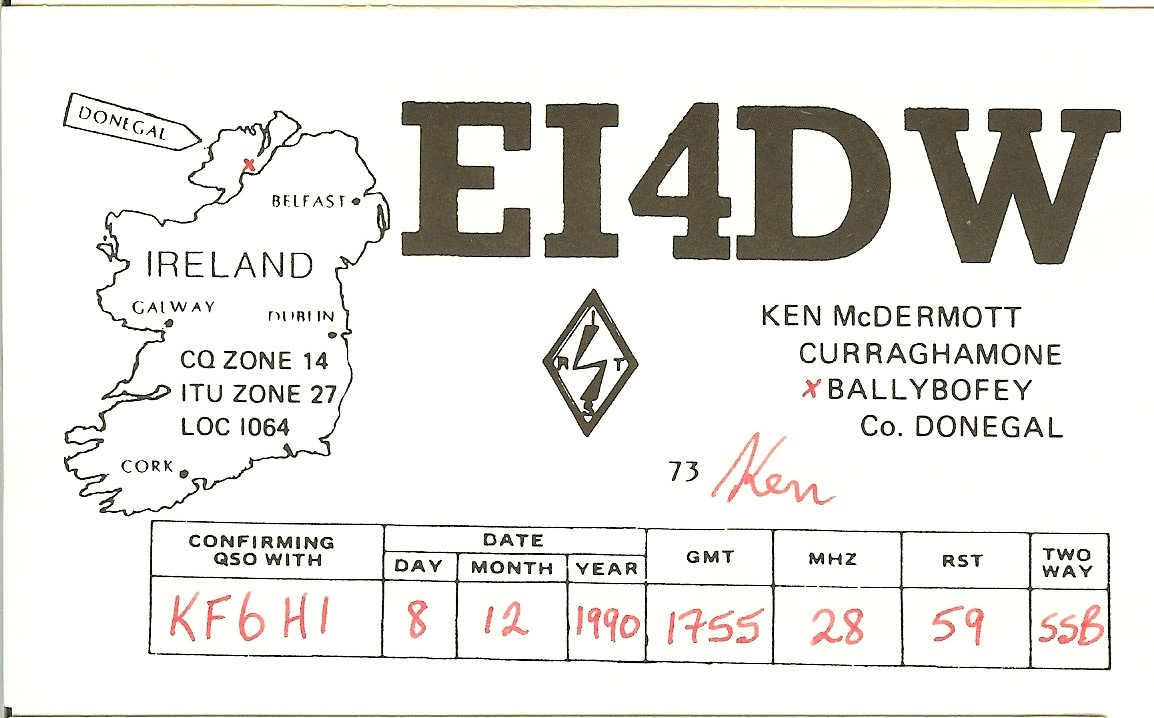 DONEGAL
EI4DW
BELFAST
IRELAND
GALWAY
DUBLIN
CQ ZONE 14
ITU ZONE 27
LOC IO64
CORK
I
R T
S
KEN McDERMOTT
CURRAGHAMONE
x BALLYBOFEY
Co. DONEGAL
73 Ken
CONFIRMING QSO WITH
DATE
DAY MONTH YEAR
GMT MHZ RST TWO WAY
KF6HI 8 12 1990 1755 28 59 SSB